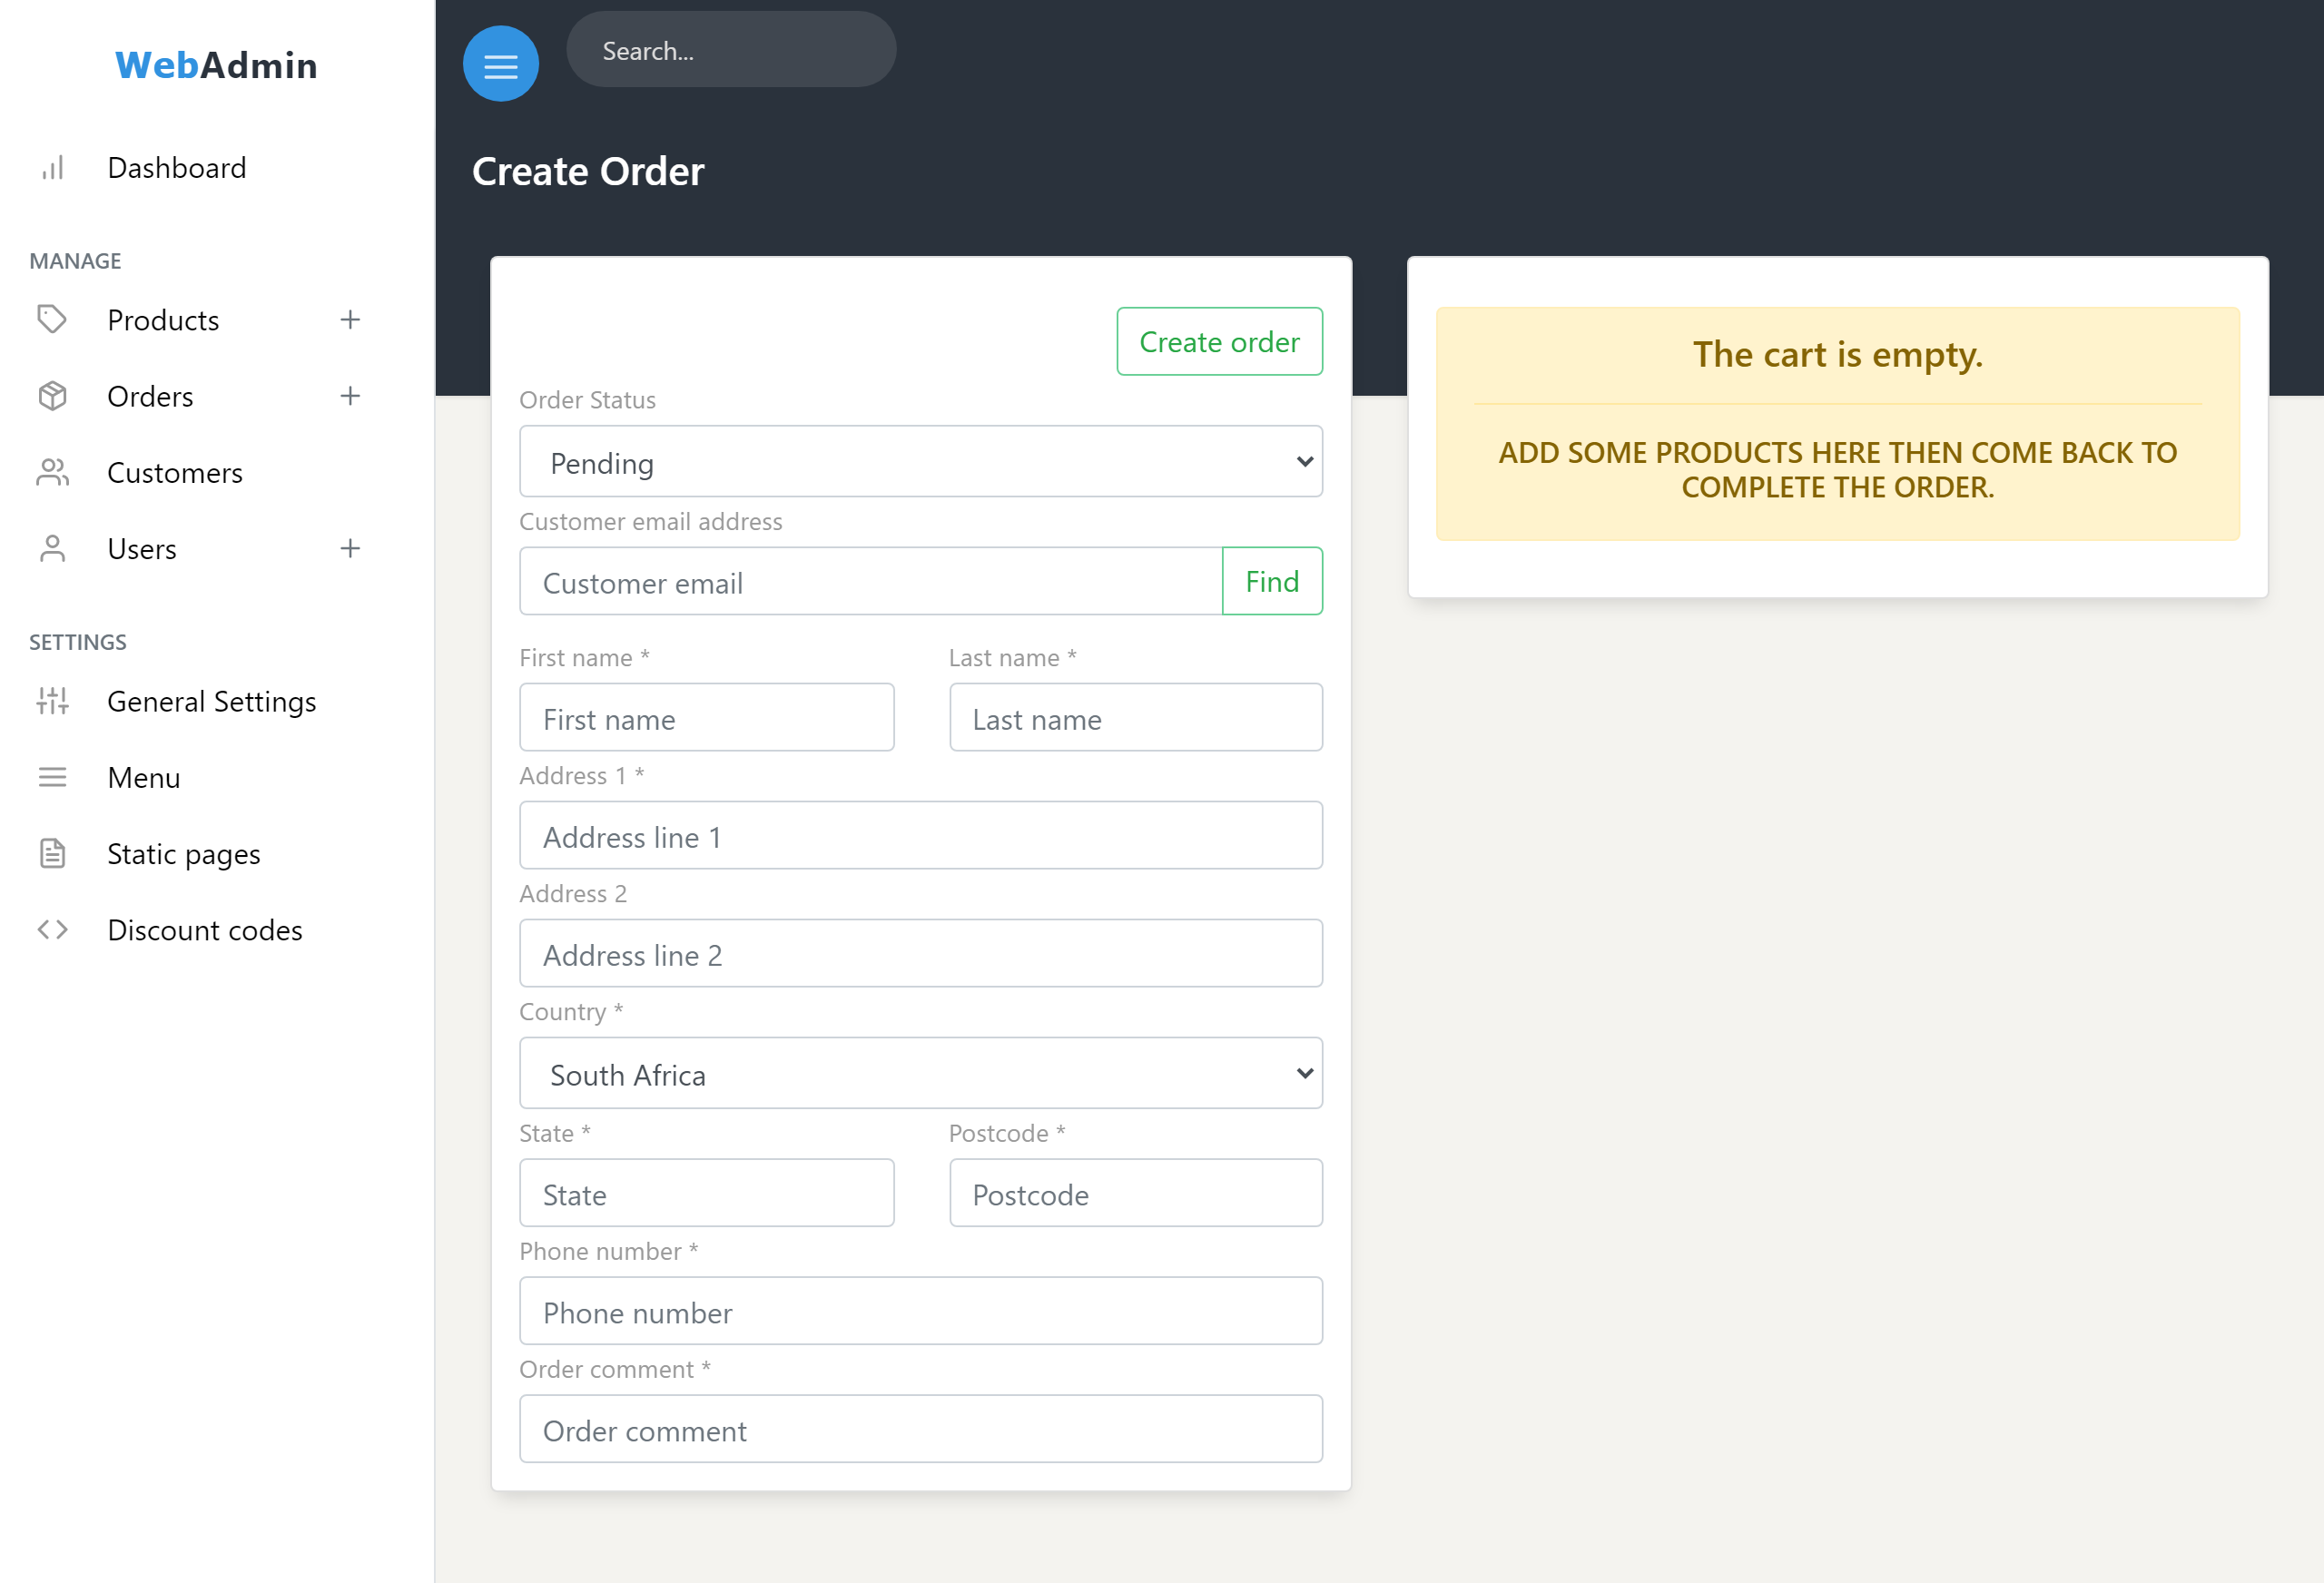 WebAdmin
Dashboard
MANAGE
Products
Orders
Customers
Users
SETTINGS
General Settings
Menu
Static pages
Discount codes
Search...
Create Order
Create order
Order Status
Pending
Customer email address
Customer email
Find
First name *
Last name *
First name
Last name
Address 1 *
Address line 1
Address 2
Address line 2
Country *
South Africa
State *
Postcode *
State
Postcode
Phone number *
Phone number
Order comment *
Order comment
The cart is empty.
ADD SOME PRODUCTS HERE THEN COME BACK TO
COMPLETE THE ORDER.